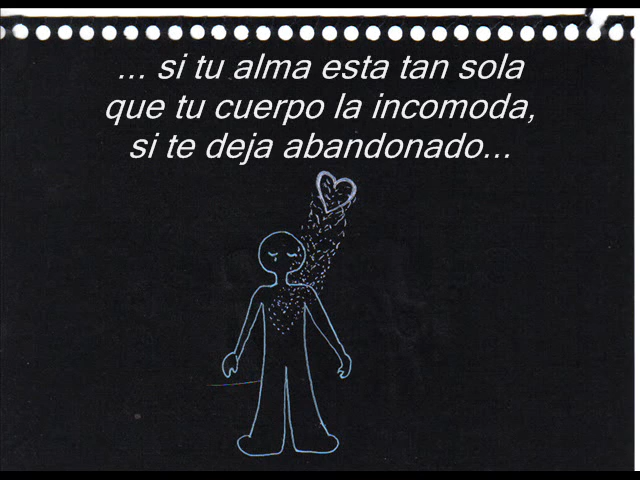 ... si tu alma esta tan sola
que tu cuerpo la incomoda,
si te deja abandonado...